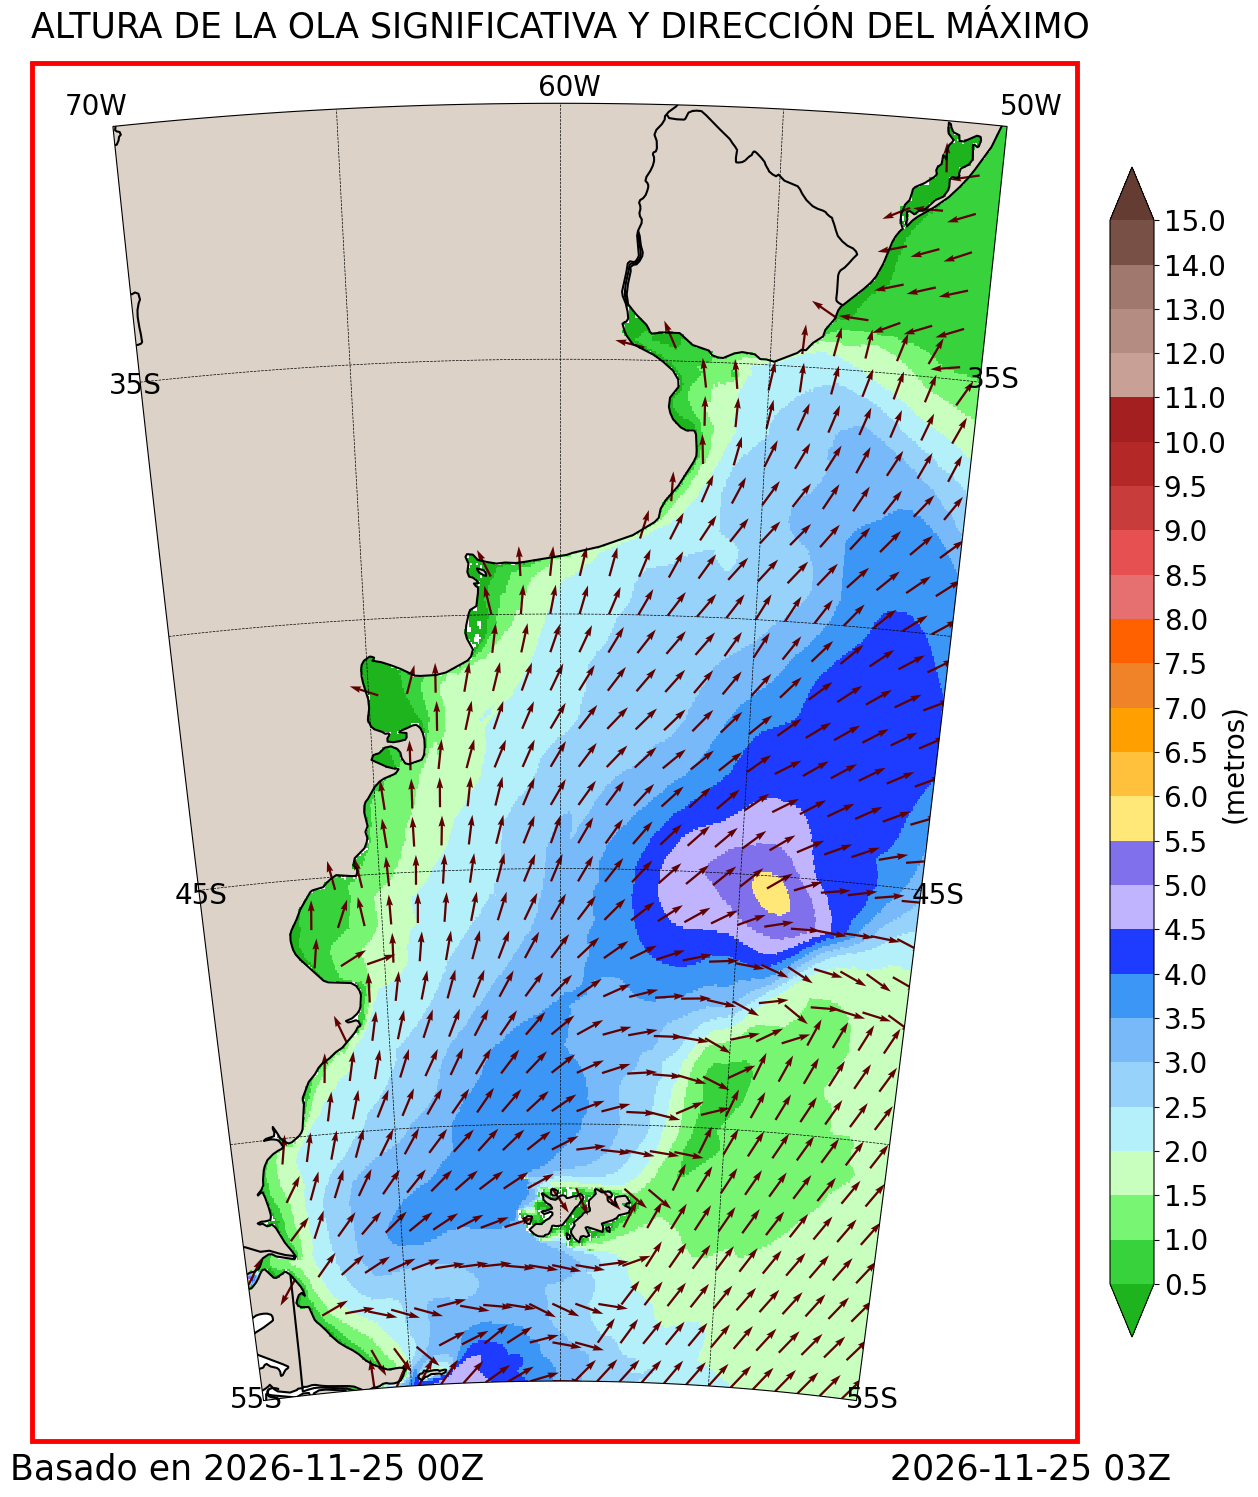 ALTURA DE LA OLA SIGNIFICATIVA Y DIRECCIÓN DEL MÁXIMO
70W
60W
50W
35S
35S
45S
45S
55S
55S
15.0
14.0
13.0
12.0
11.0
10.0
9.5
9.0
8.5
8.0
7.5
7.0
6.5
6.0
5.5
5.0
4.5
4.0
3.5
3.0
2.5
2.0
1.5
1.0
0.5
(metros)
Basado en 2026-11-25 00Z
2026-11-25 03Z